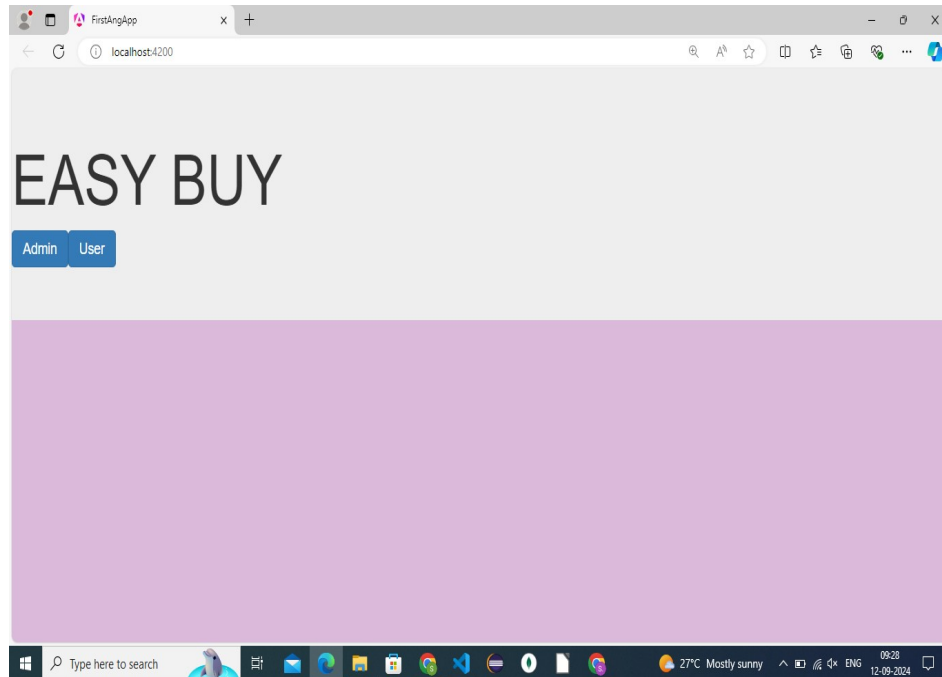 FirstAngApp
localhost:4200
EASY BUY
Admin User
Type here to search
27°C Mostly sunny
ENG
09:28
12-09-2024